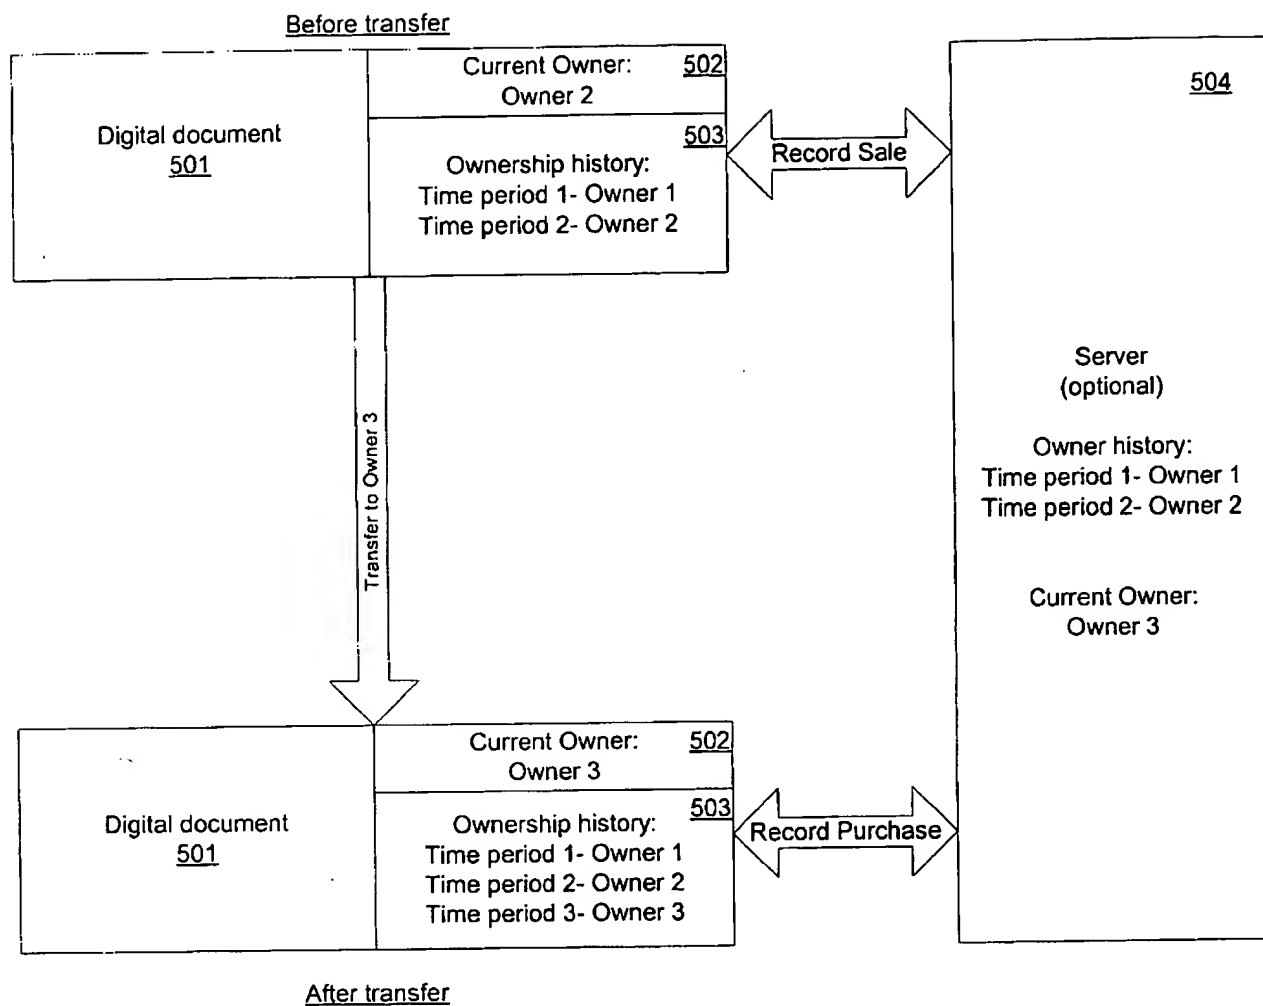 Before transfer
Digital document
501
Current Owner:
502
Owner 2
503
Ownership history:
Time period 1- Owner 1
Time period 2- Owner 2
Record Sale
504
Server
(optional)
Owner history:
Time period 1- Owner 1
Time period 2- Owner 2
Current Owner:
Owner 3
Transfer to Owner 3
Digital document
501
Current Owner:
502
Owner 3
503
Ownership history:
Time period 1- Owner 1
Time period 2- Owner 2
Time period 3- Owner 3
Record Purchase
After transfer